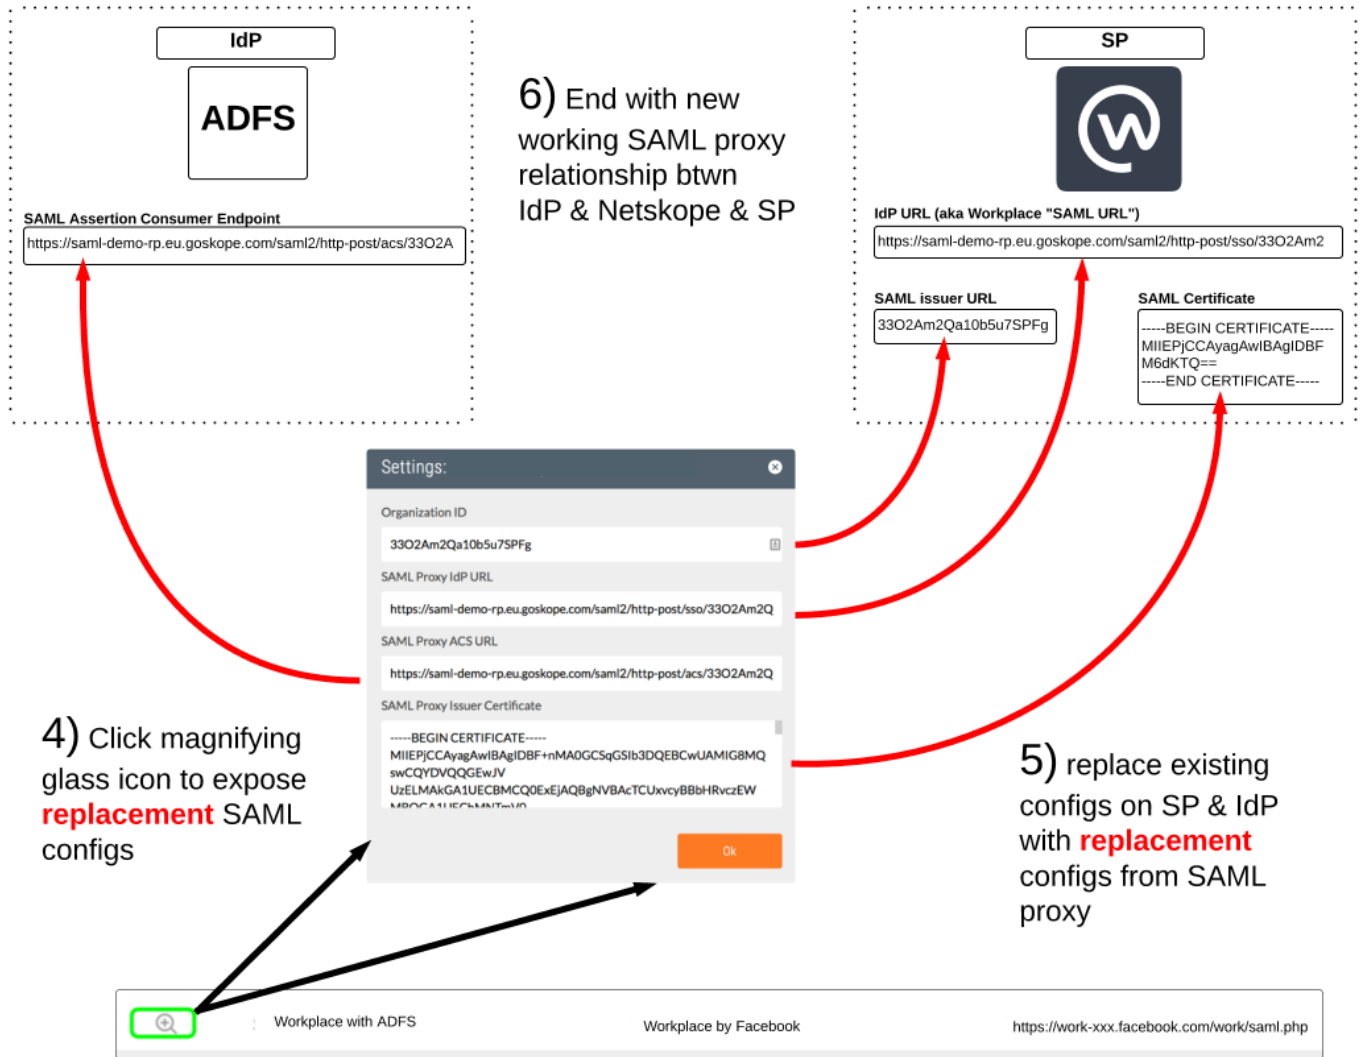 IdP
ADFS
SAML Assertion Consumer Endpoint
https://saml-demo-rp.eu.goskope.com/saml2/http-post/acs/33O2A
6) End with new
working SAML proxy
relationship btwn
IdP & Netskope & SP
SP
W
IdP URL (aka Workplace "SAML URL")
https://saml-demo-rp.eu.goskope.com/saml2/http-post/sso/33O2Am2
SAML issuer URL
33O2Am2Qa10b5u7SPFg
SAML Certificate
-----BEGIN CERTIFICATE-----
MIIEPjCCAyagAwIBAgIDBF
M6dKTQ==
-----END CERTIFICATE-----
Settings:
Organization ID
33O2Am2Qa10b5u7SPFg
SAML Proxy IdP URL
https://saml-demo-rp.eu.goskope.com/saml2/http-post/sso/33O2Am2Q
SAML Proxy ACS URL
https://saml-demo-rp.eu.goskope.com/saml2/http-post/acs/33O2Am2Q
SAML Proxy Issuer Certificate
-----BEGIN CERTIFICATE-----
MIIEPjCCAyagAwIBAgIDBF+nMA0GCSqGSIb3DQEBCwUAMIG8MQ
swCQYDVQQGEwJV
UzELMAkGA1UECBMCQ0ExEjAQBgNVBAcTCUxvcyBBbHRvczEW
Ok
4) Click magnifying
glass icon to expose
replacement SAML
configs
5) replace existing
configs on SP & IdP
with replacement
configs from SAML
proxy
Workplace with ADFS
Workplace by Facebook
https://work-xxx.facebook.com/work/saml.php